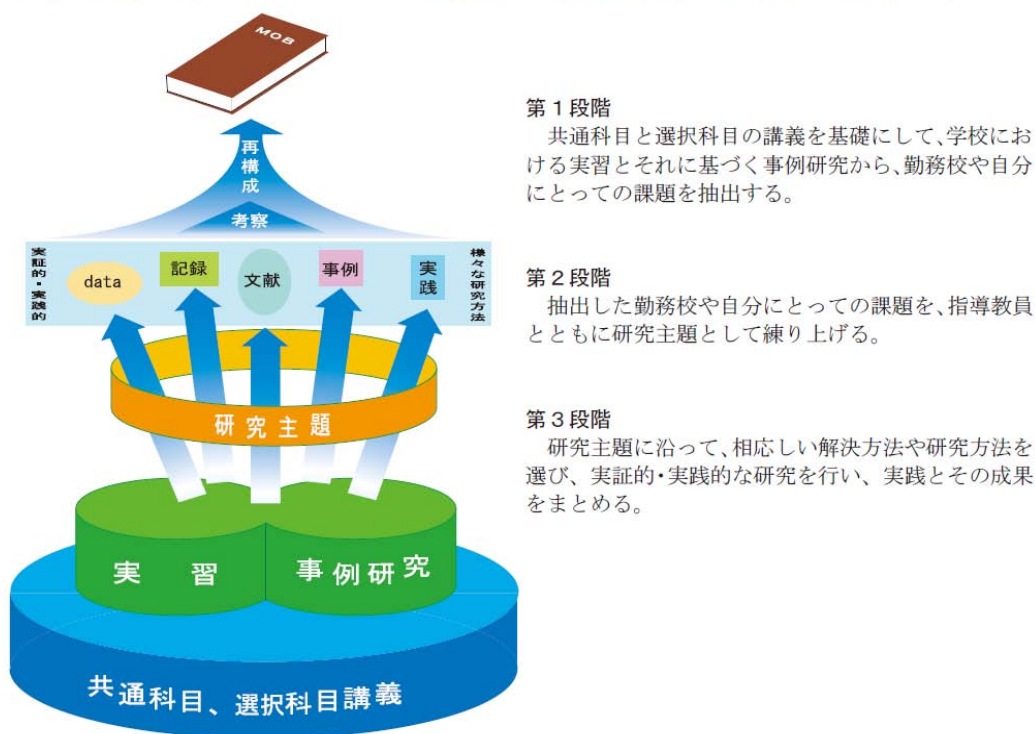 MOB
再構成
考察
実証的・実践的
data
記録
文献
事例
実践
様々な研究方法
研究主題
実習
事例研究
共通科目、選択科目講義
第1段階
共通科目と選択科目の講義を基礎にして、学校にお
ける実習とそれに基づく事例研究から、勤務校や自分
にとっての課題を抽出する。
第2段階
抽出した勤務校や自分にとっての課題を、指導教員
とともに研究主題として練り上げる。
第3段階
研究主題に沿って、相応しい解決方法や研究方法を
選び、実証的・実践的な研究を行い、実践とその成果
をまとめる。